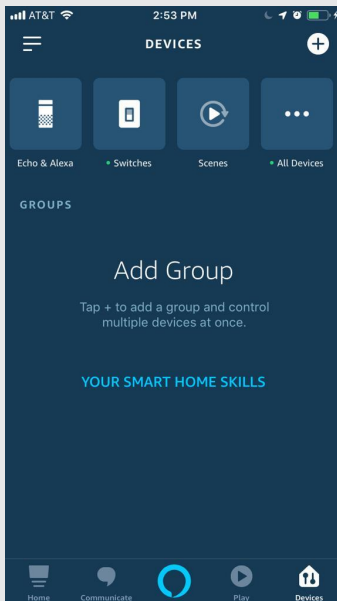 AT&T 2:53 PM
DEVICES
Echo & Alexa Switches Scenes All Devices
GROUPS
Add Group
Tap + to add a group and control
multiple devices at once.
YOUR SMART HOME SKILLS
Home Communicate Play Devices